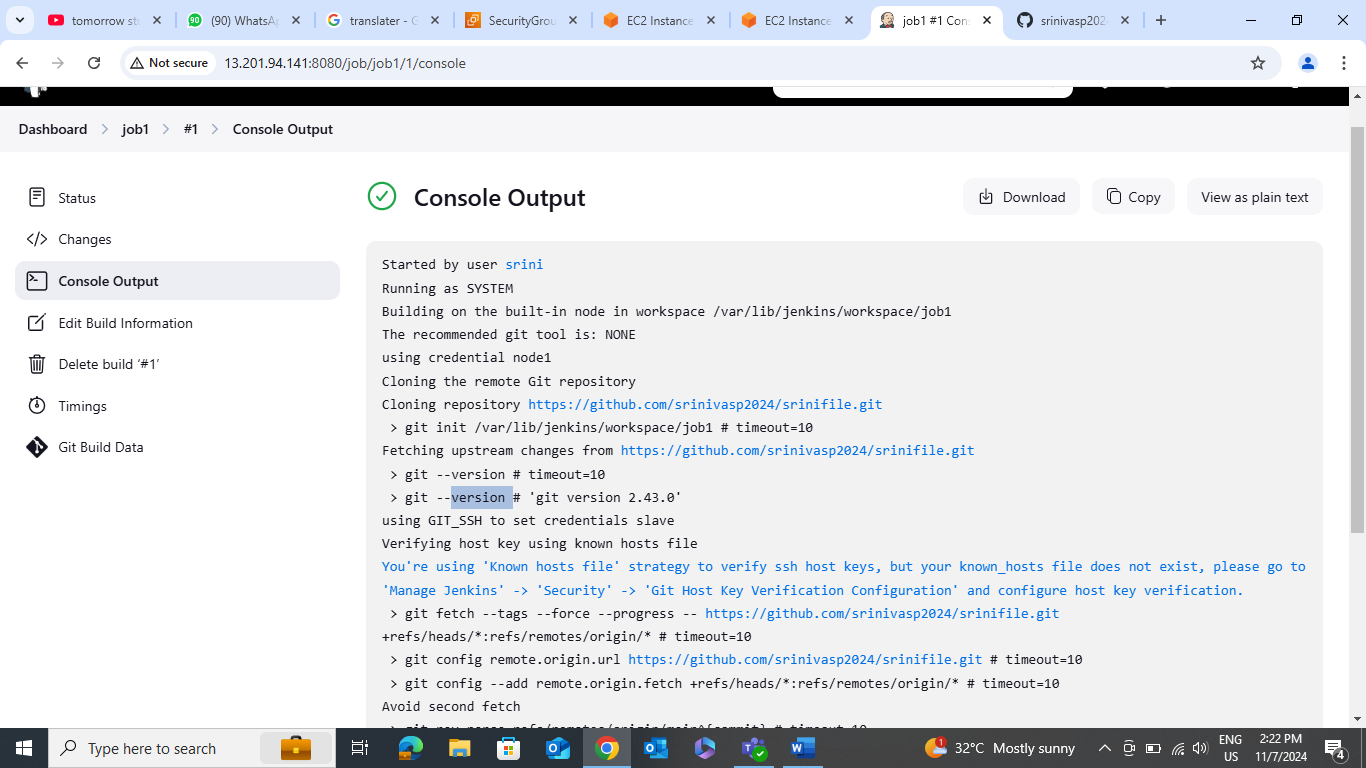 tomorrow st
(90) WhatsA
translater - G
SecurityGrou
EC2 Instance
EC2 Instance
job1 #1 Con
srinivasp202
Not secure
13.201.94.141:8080/job/job1/1/console
Dashboard
job1
#1
Console Output
Status
Changes
Console Output
Edit Build Information
Delete build ‘#1’
Timings
Git Build Data
Console Output
Download
Copy
View as plain text
Started by user srini
Running as SYSTEM
Building on the built-in node in workspace /var/lib/jenkins/workspace/job1
The recommended git tool is: NONE
using credential node1
Cloning the remote Git repository
Cloning repository https://github.com/srinivasp2024/srinifile.git
> git init /var/lib/jenkins/workspace/job1 # timeout=10
Fetching upstream changes from https://github.com/srinivasp2024/srinifile.git
> git --version # timeout=10
> git --version # 'git version 2.43.0'
using GIT_SSH to set credentials slave
Verifying host key using known hosts file
You're using 'Known hosts file' strategy to verify ssh host keys, but your known_hosts file does not exist, please go to
'Manage Jenkins' -> 'Security' -> 'Git Host Key Verification Configuration' and configure host key verification.
> git fetch --tags --force --progress -- https://github.com/srinivasp2024/srinifile.git
+refs/heads/*:refs/remotes/origin/* # timeout=10
> git config remote.origin.url https://github.com/srinivasp2024/srinifile.git # timeout=10
> git config --add remote.origin.fetch +refs/heads/*:refs/remotes/origin/* # timeout=10
Avoid second fetch
Type here to search
1
32°C Mostly sunny
ENG
US
2:22 PM
11/7/2024
4